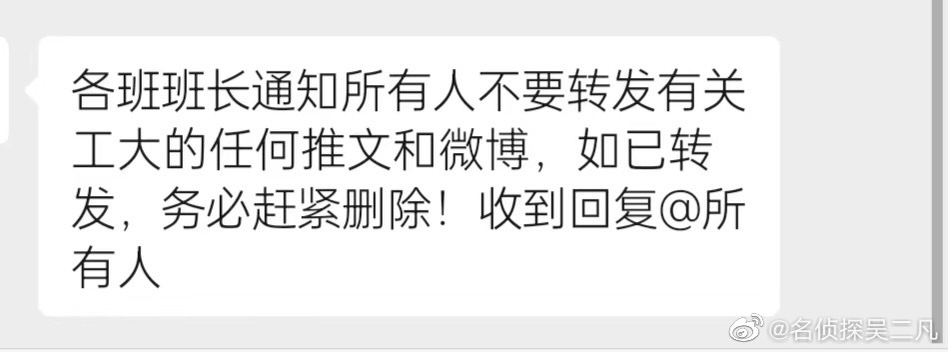 各班班长通知所有人不要转发有关
工大的任何推文和微博，如已转
发，务必赶紧删除！收到回复@所
有人
@名侦探吴二凡